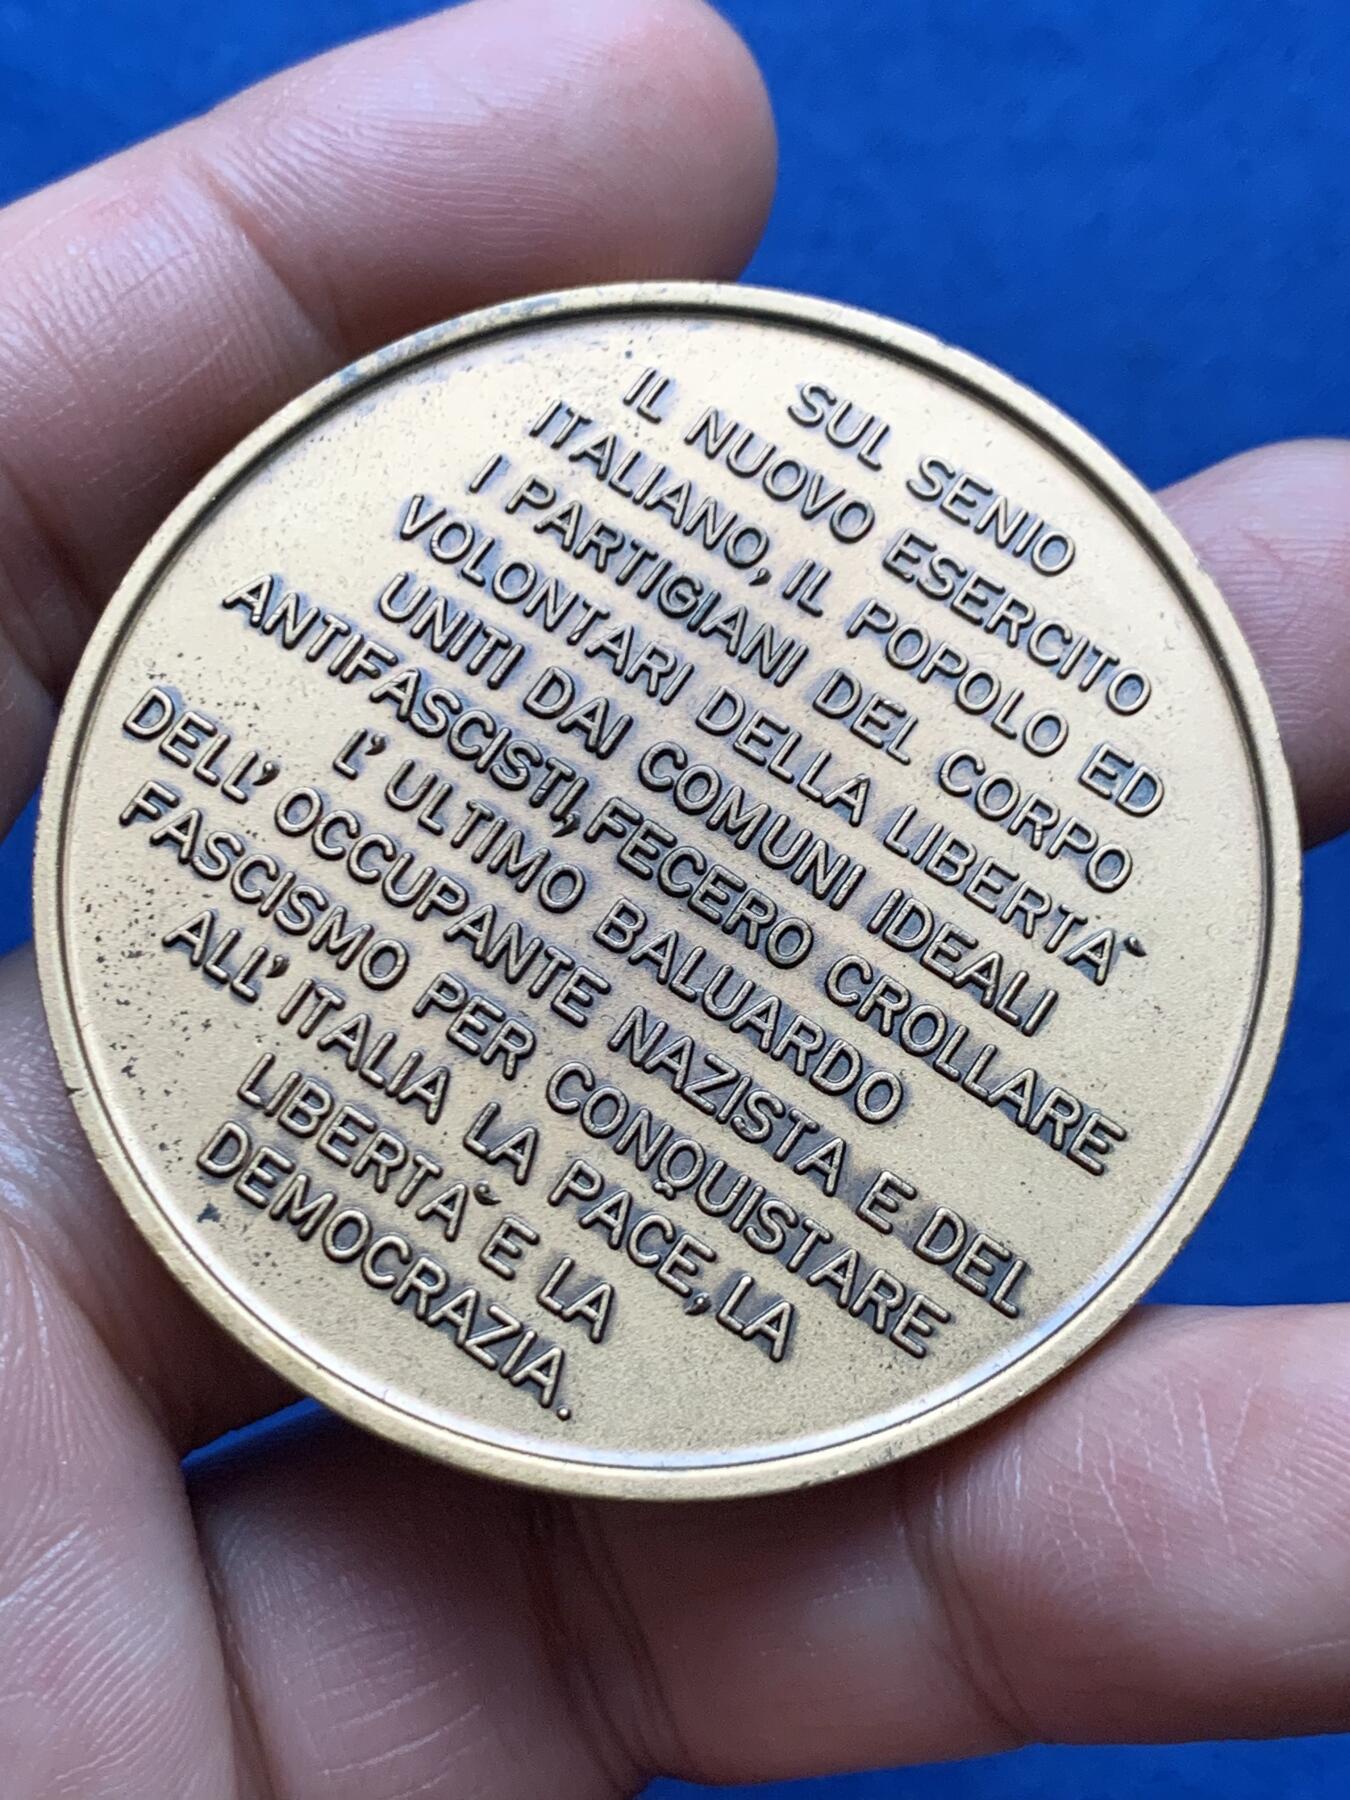 SUL SENIO
IL NUOVO ESERCITO
ITALIANO, IL POPOLO ED
I PARTIGIANI DEL CORPO
VOLONTARI DELLA LIBERTÀ
UNITI DAI COMUNI IDEALI
ANTIFASCISTI, FECERO CROLLARE
L' ULTIMO BALUARDO
DELL' OCCUPANTE NAZISTA E DEL
FASCISMO PER CONQUISTARE
ALL' ITALIA LA PACE, LA
LIBERTÀ E LA
DEMOCRAZIA.